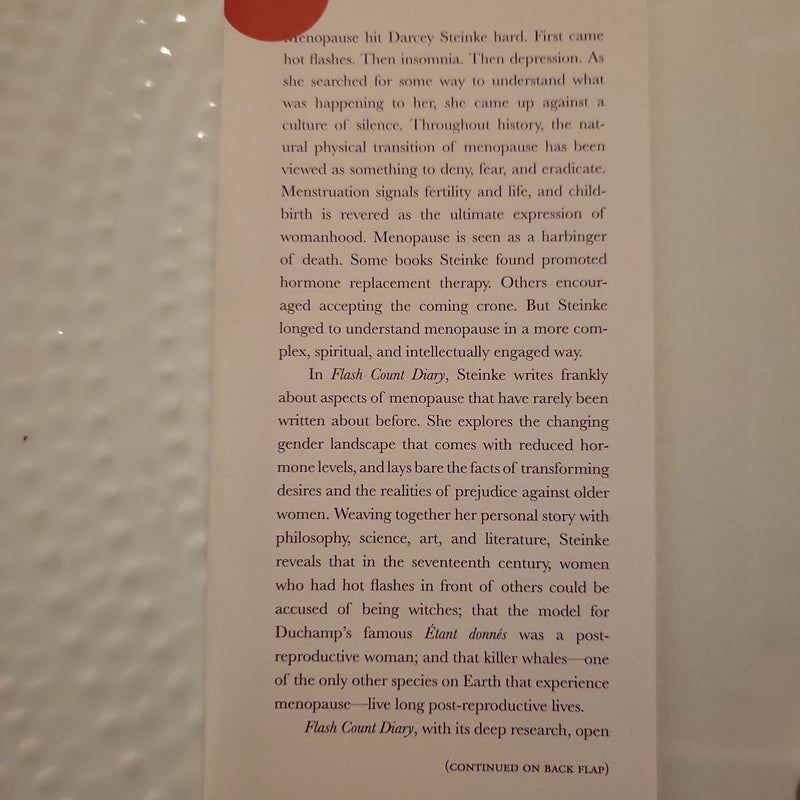 Menopause hit Darcey Steinke hard. First came
hot flashes. Then insomnia. Then depression. As
she searched for some way to understand what
was happening to her, she came up against a
culture of silence. Throughout history, the nat-
ural physical transition of menopause has been
viewed as something to deny, fear, and eradicate.
Menstruation signals fertility and life, and child-
birth is revered as the ultimate expression of
womanhood. Menopause is seen as a harbinger
of death. Some books Steinke found promoted
hormone replacement therapy. Others encour-
aged accepting the coming crone. But Steinke
longed to understand menopause in a more com-
plex, spiritual, and intellectually engaged way.
In Flash Count Diary, Steinke writes frankly
about aspects of menopause that have rarely been
written about before. She explores the changing
gender landscape that comes with reduced hor-
mone levels, and lays bare the facts of transforming
desires and the realities of prejudice against older
women. Weaving together her personal story with
philosophy, science, art, and literature, Steinke
reveals that in the seventeenth century, women
who had hot flashes in front of others could be
accused of being witches; that the model for
Duchamp's famous Étant donnés was a post-
reproductive woman; and that killer whales—one
of the only other species on Earth that experience
menopause—live long post-reproductive lives.
Flash Count Diary, with its deep research, open
(CONTINUED ON BACK FLAP)